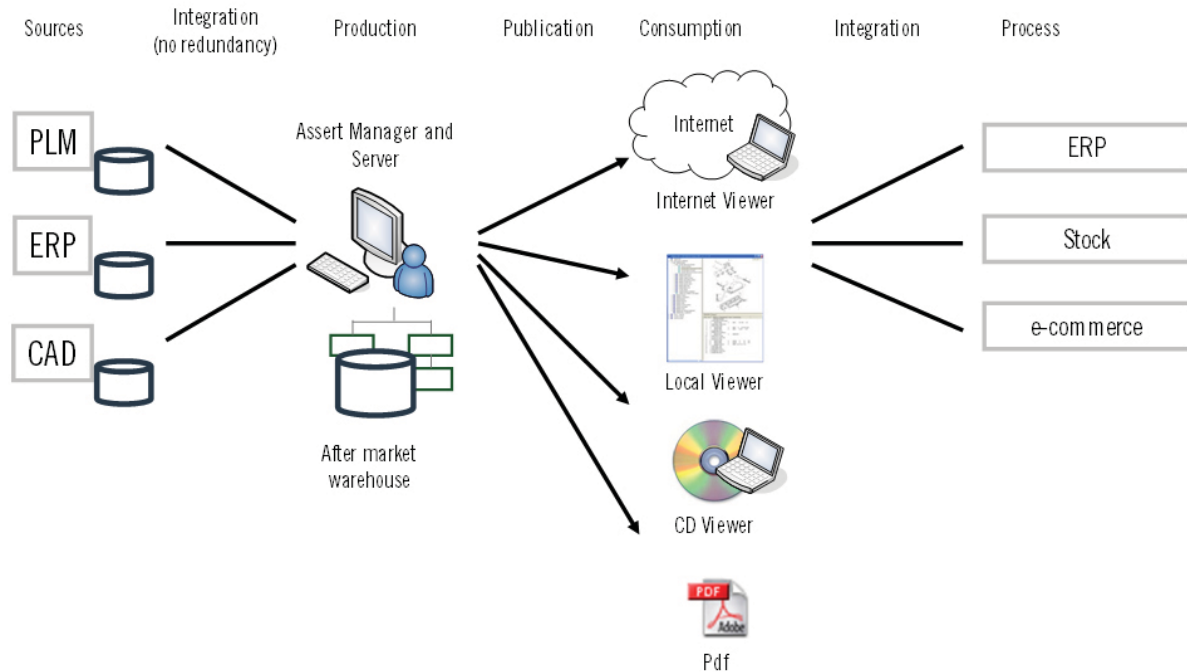 Sources
Integration
(no redundancy)
Production
Publication
Consumption
Integration
Process
PLM
ERP
CAD
Assert Manager and
Server
After market
warehouse
Internet
Internet Viewer
Local Viewer
CD Viewer
PDF
Adobe
Pdf
ERP
Stock
e-commerce